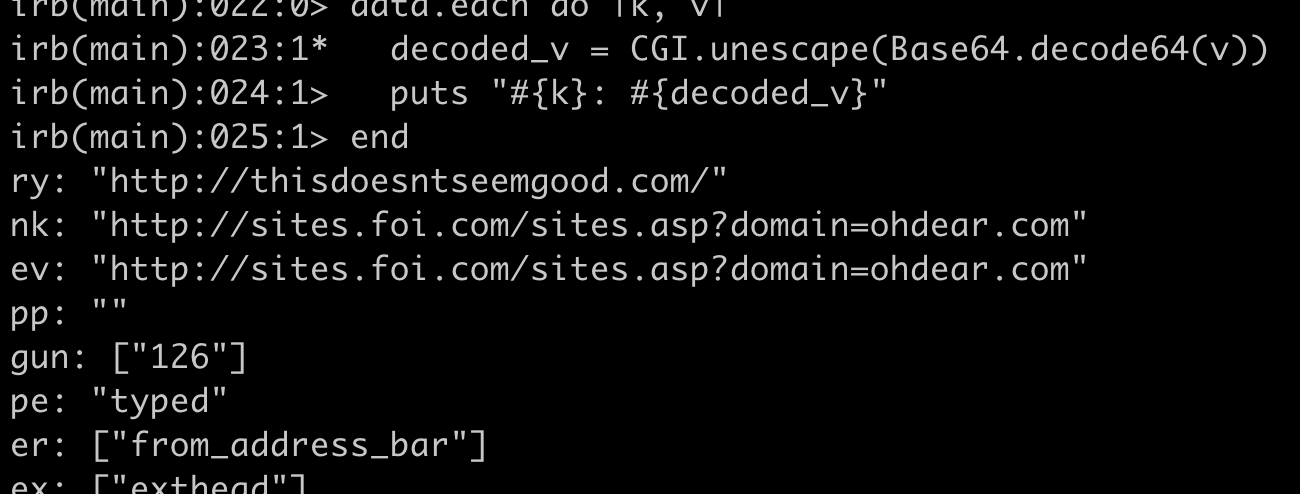 irb(main):022:0> data.each do |k, v|
irb(main):023:1*   decoded_v = CGI.unescape(Base64.decode64(v))
irb(main):024:1>   puts "#{k}: #{decoded_v}"
irb(main):025:1> end
ry: "http://thisdoesntseemgood.com/"
nk: "http://sites.foi.com/sites.asp?domain=ohdear.com"
ev: "http://sites.foi.com/sites.asp?domain=ohdear.com"
pp: ""
gun: ["126"]
pe: "typed"
er: ["from_address_bar"]
ex: ["exthead"]